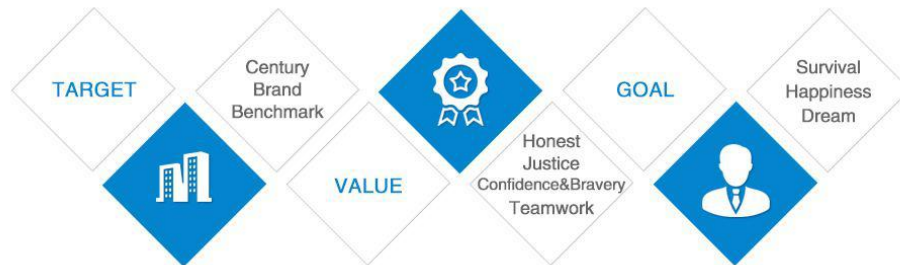 TARGET
Century
Brand
Benchmark
VALUE
Honest
Justice
Confidence&Bravery
Teamwork
GOAL
Survival
Happiness
Dream